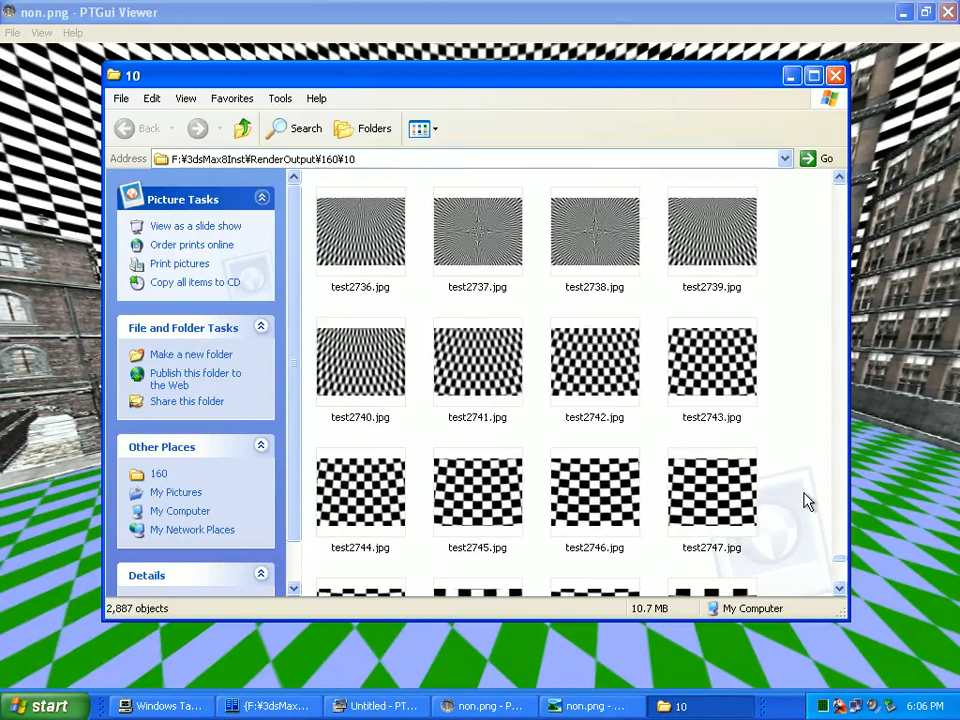 non.png - PTGui Viewer
File View Help
10
File Edit View Favorites Tools Help
Back Search Folders
Address F:¥3dsMax8Inst¥RenderOutput¥160¥10 Go
Picture Tasks
View as a slide show
Order prints online
Print pictures
Copy all items to CD
File and Folder Tasks
Make a new folder
Publish this folder to
the Web
Share this folder
Other Places
160
My Pictures
My Computer
My Network Places
Details
test2736.jpg test2737.jpg test2738.jpg test2739.jpg
test2740.jpg test2741.jpg test2742.jpg test2743.jpg
test2744.jpg test2745.jpg test2746.jpg test2747.jpg
2,887 objects 10.7 MB My Computer
start Windows Ta... {F:¥3dsMax... Untitled - PT... non.png - P... non.png - ... 10 6:06 PM